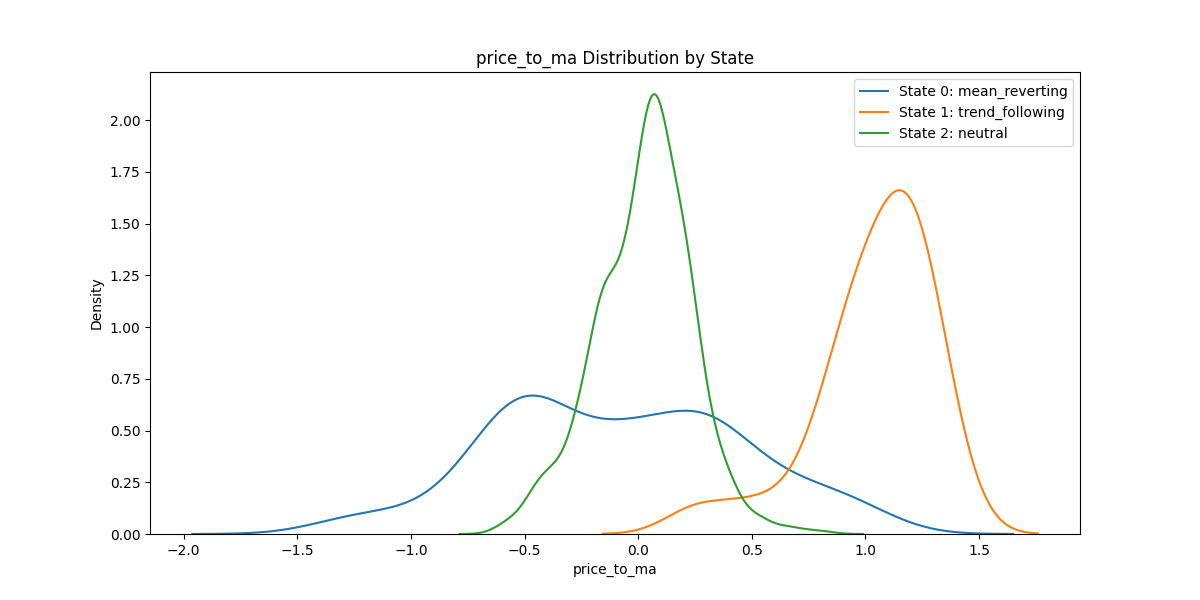 price_to_ma Distribution by State
State 0: mean_reverting
State 1: trend_following
State 2: neutral
Density
2.00
1.75
1.50
1.25
1.00
0.75
0.50
0.25
0.00
−2.0 −1.5 −1.0 −0.5 0.0 0.5 1.0 1.5
price_to_ma